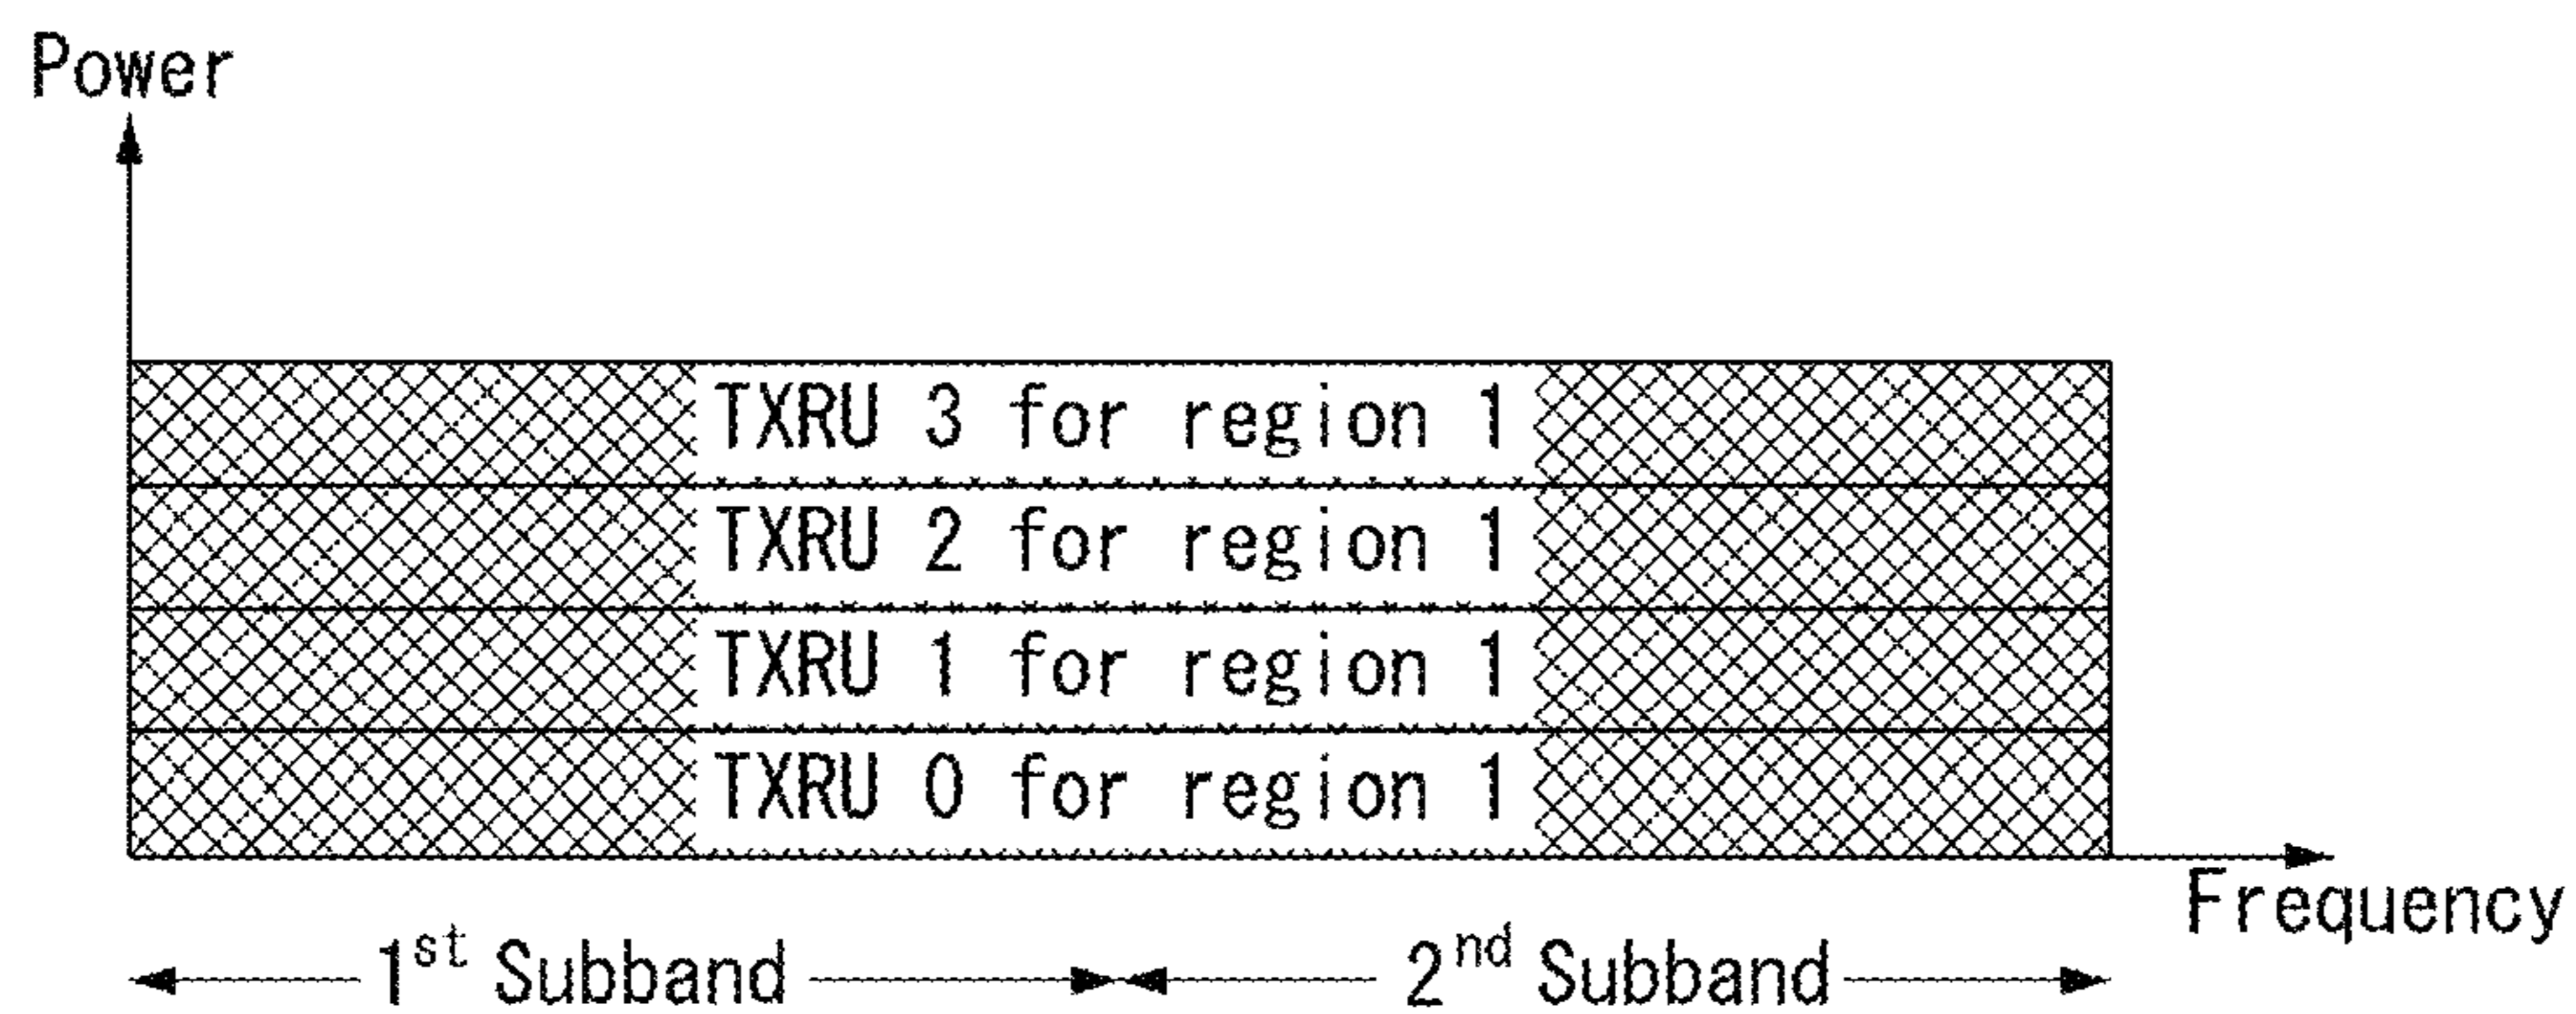 Power
TXRU 3 for region 1
TXRU 2 for region 1
TXRU 1 for region 1
TXRU 0 for region 1
Frequency
1st Subband
2nd Subband